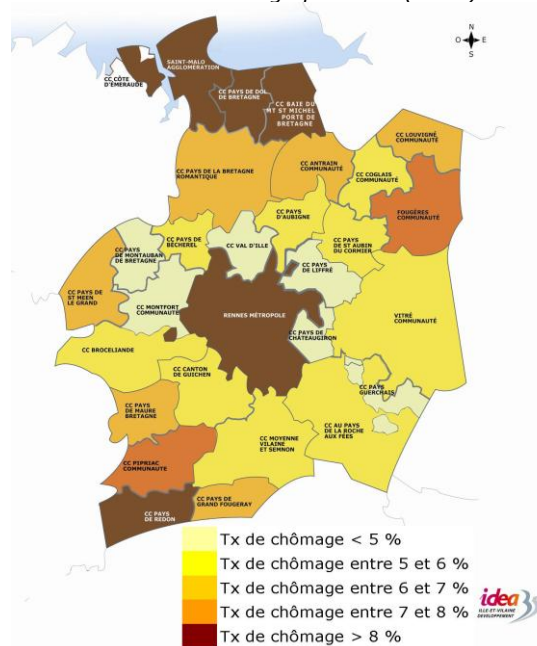 N
O
E
S
SAINT-MALO
AGGLOMÉRATION
CC CÔTE
D'ÉMERAUDE
CC PAYS DE DOL
DE BRETAGNE
CC BAIE DU
MT ST MICHEL
PORTE DE
BRETAGNE
CC LOUVIGNÉ
COMMUNAUTÉ
CC ANTRAIN
COMMUNAUTÉ
CC COGLAIS
COMMUNAUTÉ
CC PAYS DE LA BRETAGNE
ROMANTIQUE
FOUGÈRES
COMMUNAUTÉ
CC PAYS
D'AUBIGNE
CC PAYS DE
BÉCHEREL
CC VAL D'ILLE
CC PAYS
DE ST AUBIN
DU CORMIER
CC PAYS
DE MONTAUBAN
DE BRETAGNE
CC PAYS
DE LIFFRÉ
CC PAYS DE
ST MEEN
LE GRAND
CC MONTFORT
COMMUNAUTÉ
RENNES MÉTROPOLE
VITRÉ
COMMUNAUTÉ
CC PAYS DE
CHÂTEAUGIRON
CC BROCELIANDE
CC CANTON
DE GUICHEN
CC PAYS
GUERCHAIS
CC PAYS
DE MAURE
BRETAGNE
CC AU PAYS
DE LA ROCHE
AUX FÉES
CC MOYENNE
VILAINE
ET SEMNON
CC PIPRIAC
COMMUNAUTÉ
CC PAYS
DE REDON
CC PAYS DE
GRAND FOUGERAY
Tx de chômage < 5 %
Tx de chômage entre 5 et 6 %
Tx de chômage entre 6 et 7 %
Tx de chômage entre 7 et 8 %
Tx de chômage > 8 %
idea
ILLE-ET-VILAINE
DÉVELOPPEMENT